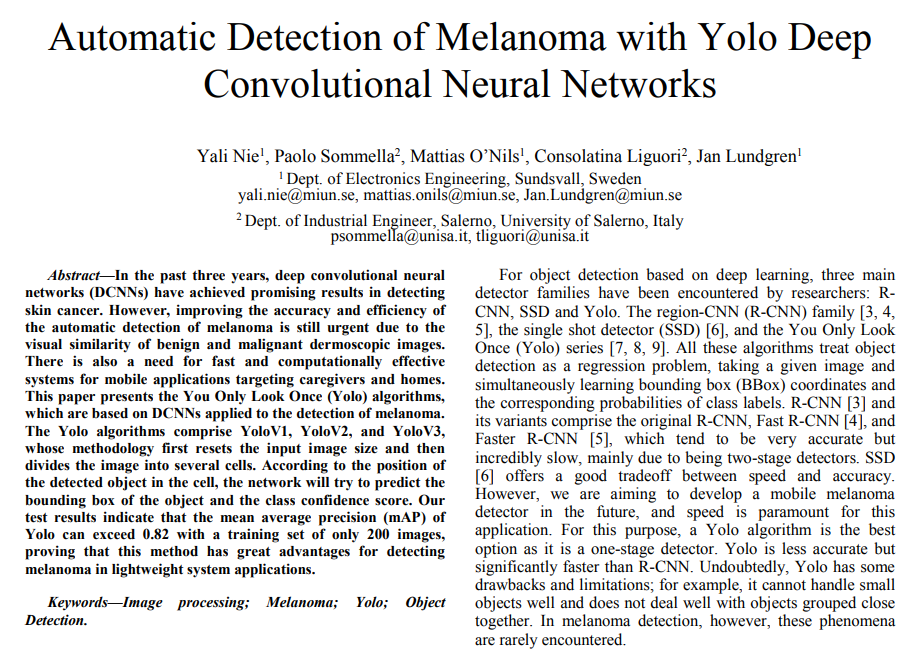 Automatic Detection of Melanoma with Yolo Deep
Convolutional Neural Networks
Yali Nie1, Paolo Sommella2, Mattias O'Nils1, Consolatina Liguori2, Jan Lundgren1
1 Dept. of Electronics Engineering, Sundsvall, Sweden
yali.nie@miun.se, mattias.onils@miun.se, Jan.Lundgren@miun.se
2 Dept. of Industrial Engineer, Salerno, University of Salerno, Italy
psommella@unisa.it, tliguori@unisa.it
Abstract—In the past three years, deep convolutional neural
networks (DCNNs) have achieved promising results in detecting
skin cancer. However, improving the accuracy and efficiency of
the automatic detection of melanoma is still urgent due to the
visual similarity of benign and malignant dermoscopic images.
There is also a need for fast and computationally effective
systems for mobile applications targeting caregivers and homes.
This paper presents the You Only Look Once (Yolo) algorithms,
which are based on DCNNs applied to the detection of melanoma.
The Yolo algorithms comprise YoloV1, YoloV2, and YoloV3,
whose methodology first resets the input image size and then
divides the image into several cells. According to the position of
the detected object in the cell, the network will try to predict the
bounding box of the object and the class confidence score. Our
test results indicate that the mean average precision (mAP) of
Yolo can exceed 0.82 with a training set of only 200 images,
proving that this method has great advantages for detecting
melanoma in lightweight system applications.
Keywords—Image processing; Melanoma; Yolo; Object
Detection.
For object detection based on deep learning, three main
detector families have been encountered by researchers: R-
CNN, SSD and Yolo. The region-CNN (R-CNN) family [3, 4,
5], the single shot detector (SSD) [6], and the You Only Look
Once (Yolo) series [7, 8, 9]. All these algorithms treat object
detection as a regression problem, taking a given image and
simultaneously learning bounding box (BBox) coordinates and
the corresponding probabilities of class labels. R-CNN [3] and
its variants comprise the original R-CNN, Fast R-CNN [4], and
Faster R-CNN [5], which tend to be very accurate but
incredibly slow, mainly due to being two-stage detectors. SSD
[6] offers a good tradeoff between speed and accuracy.
However, we are aiming to develop a mobile melanoma
detector in the future, and speed is paramount for this
application. For this purpose, a Yolo algorithm is the best
option as it is a one-stage detector. Yolo is less accurate but
significantly faster than R-CNN. Undoubtedly, Yolo has some
drawbacks and limitations; for example, it cannot handle small
objects well and does not deal well with objects grouped close
together. In melanoma detection, however, these phenomena
are rarely encountered.